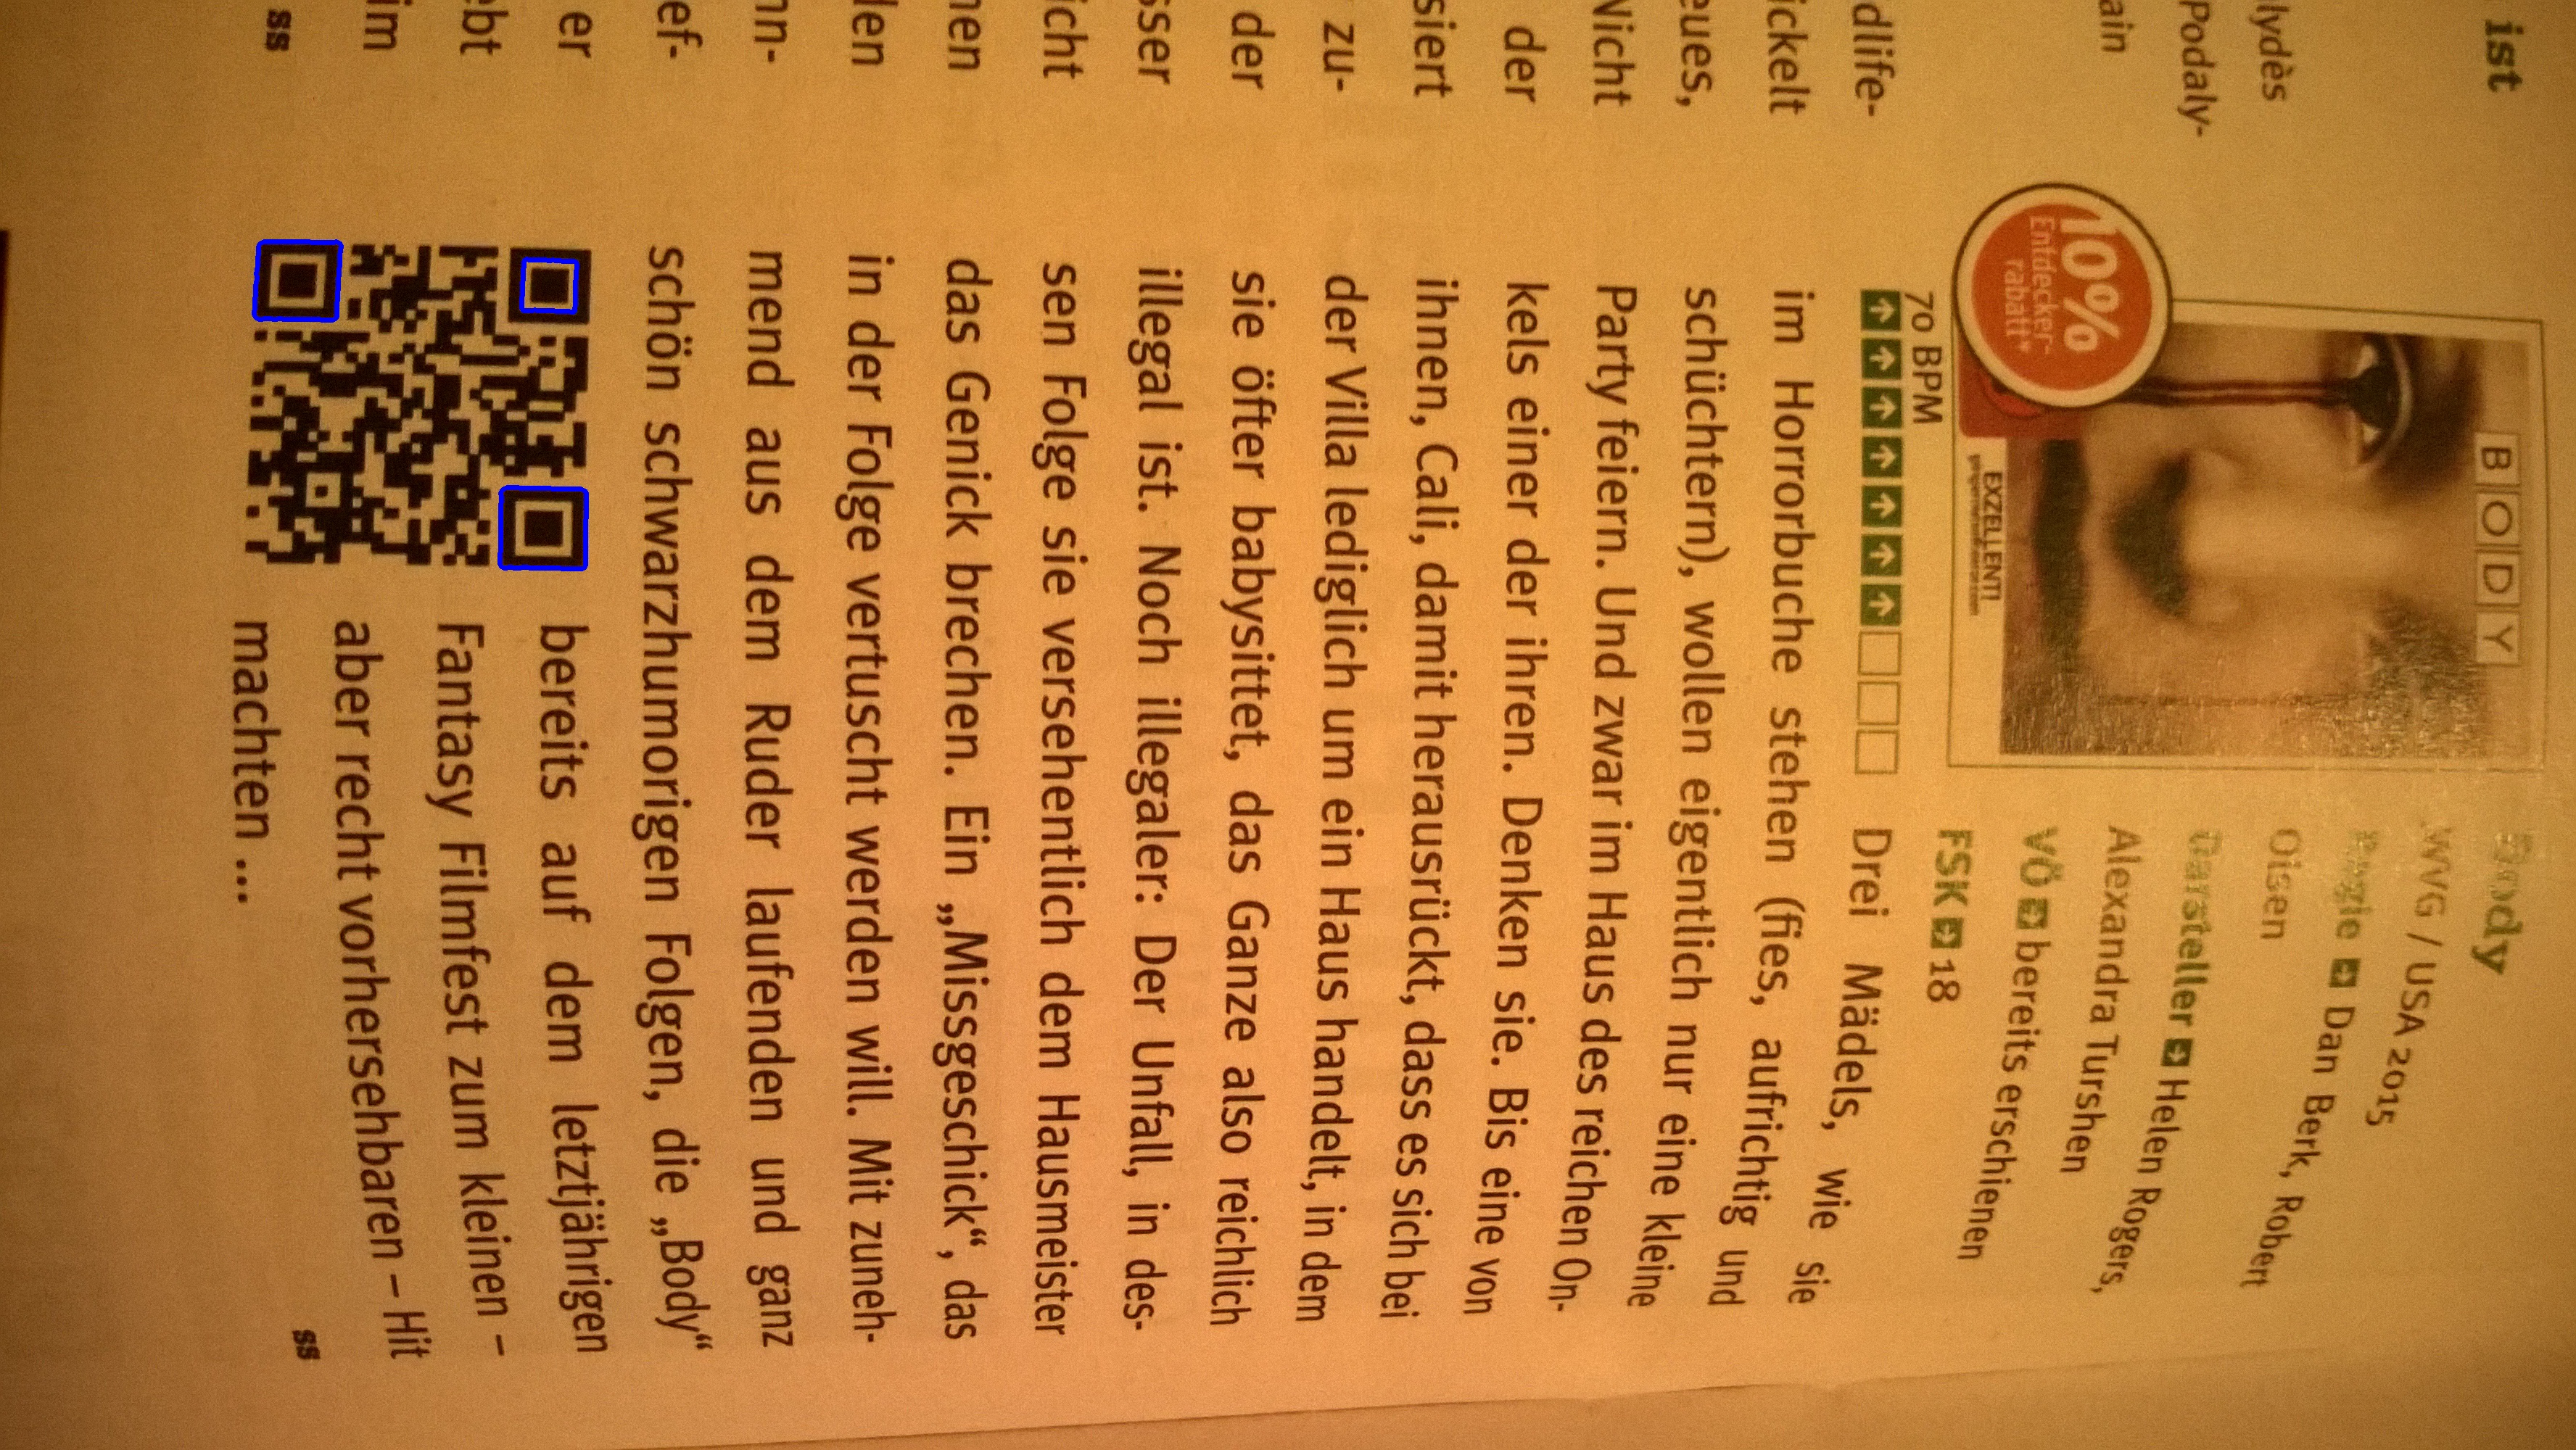 ist
lydès
Podaly-
ain
dlife-
ickelt
eues,
Nicht
der
siert
zu-
der
sser
icht
nen
len
nn-
ef-
er
ebt
im
ss
10%
Entdecker-
rabatt**
BODY
EXZELLENT!
Body
WVG / USA 2015
Regie Dan Berk, Robert
Olsen
Darsteller Helen Rogers,
Alexandra Turshen
VÖ bereits erschienen
FSK 18
70 BPM
Drei Mädels, wie sie
im Horrorbuche stehen (fies, aufrichtig und
schüchtern), wollen eigentlich nur eine kleine
Party feiern. Und zwar im Haus des reichen On-
kels einer der ihren. Denken sie. Bis eine von
ihnen, Cali, damit herausrückt, dass es sich bei
der Villa lediglich um ein Haus handelt, in dem
sie öfter babysittet, das Ganze also reichlich
illegal ist. Noch illegaler: Der Unfall, in des-
sen Folge sie versehentlich dem Hausmeister
das Genick brechen. Ein „Missgeschick“, das
in der Folge vertuscht werden will. Mit zuneh-
mend aus dem Ruder laufenden und ganz
schön schwarzhumorigen Folgen, die „Body“
bereits auf dem letztjährigen
Fantasy Filmfest zum kleinen –
aber recht vorhersehbaren – Hit
machten ...
ss